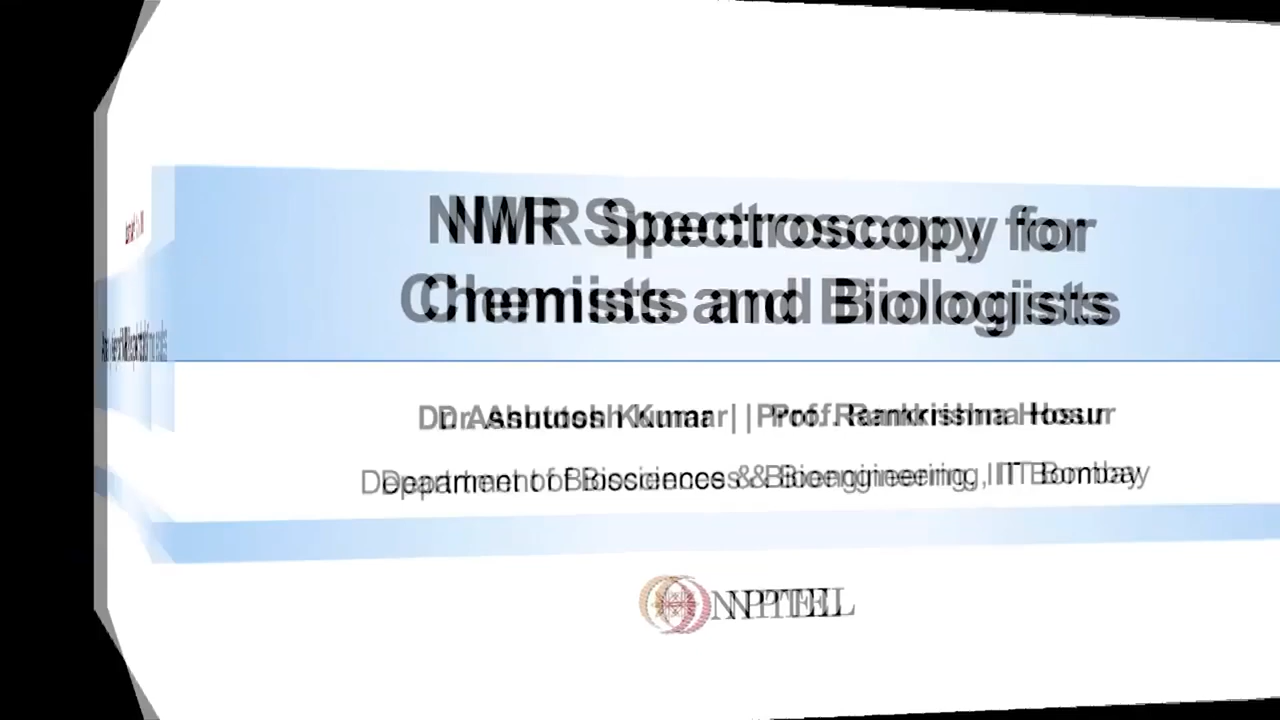 NMR Spectroscopy for
Chemists and Biologists
Dr. Ashutosh Kumar | Prof. Ramkrishna Hosur
Department of Biosciences & Bioengineering, IIT Bombay
NPTEL